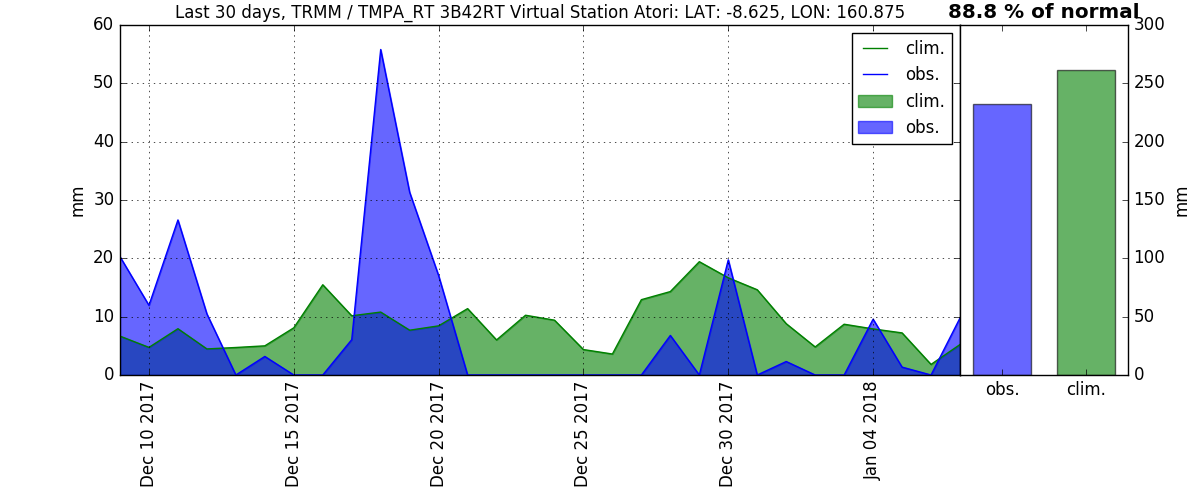 Last 30 days, TRMM / TMPA_RT 3B42RT Virtual Station Atori: LAT: -8.625, LON: 160.875
88.8 % of normal
60
50
40
30
20
10
0
mm
clim.
obs.
clim.
obs.
300
250
200
150
100
50
0
mm
Dec 10 2017
Dec 15 2017
Dec 20 2017
Dec 25 2017
Dec 30 2017
Jan 04 2018
obs.
clim.